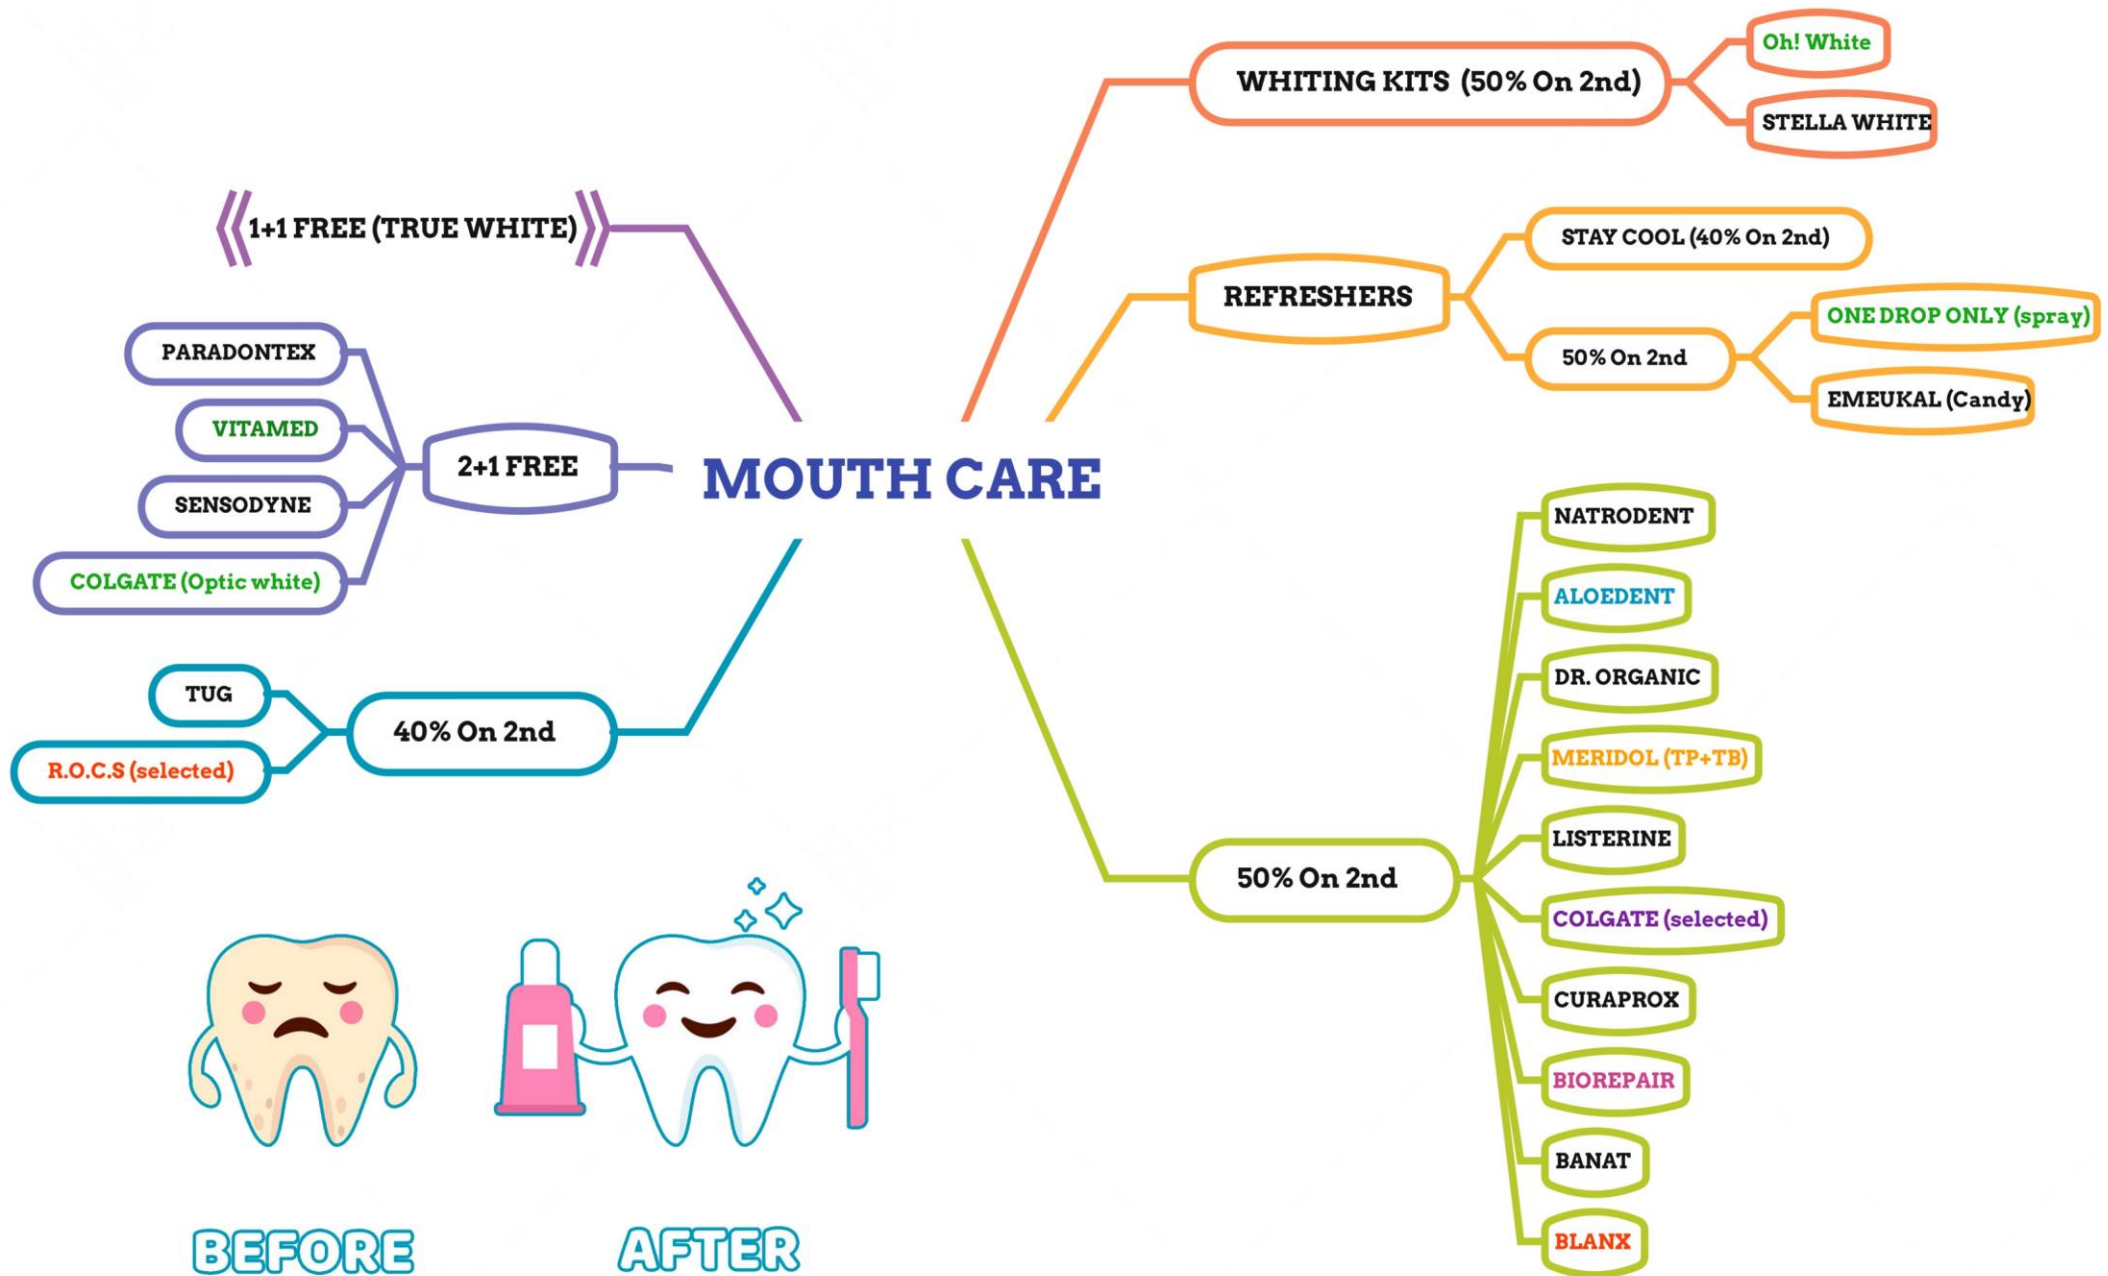 WHITING KITS (50% On 2nd)
Oh! White
STELLA WHITE
1+1 FREE (TRUE WHITE)
REFRESHERS
STAY COOL (40% On 2nd)
50% On 2nd
ONE DROP ONLY (spray)
EMEUKAL (Candy)
PARADONTEX
VITAMED
SENSODYNE
COLGATE (Optic white)
2+1 FREE
MOUTH CARE
TUG
R.O.C.S (selected)
40% On 2nd
50% On 2nd
NATRODENT
ALOEDENT
DR. ORGANIC
MERIDOL (TP+TB)
LISTERINE
COLGATE (selected)
CURAPROX
BIOREPAIR
BANAT
BLANX
BEFORE
AFTER